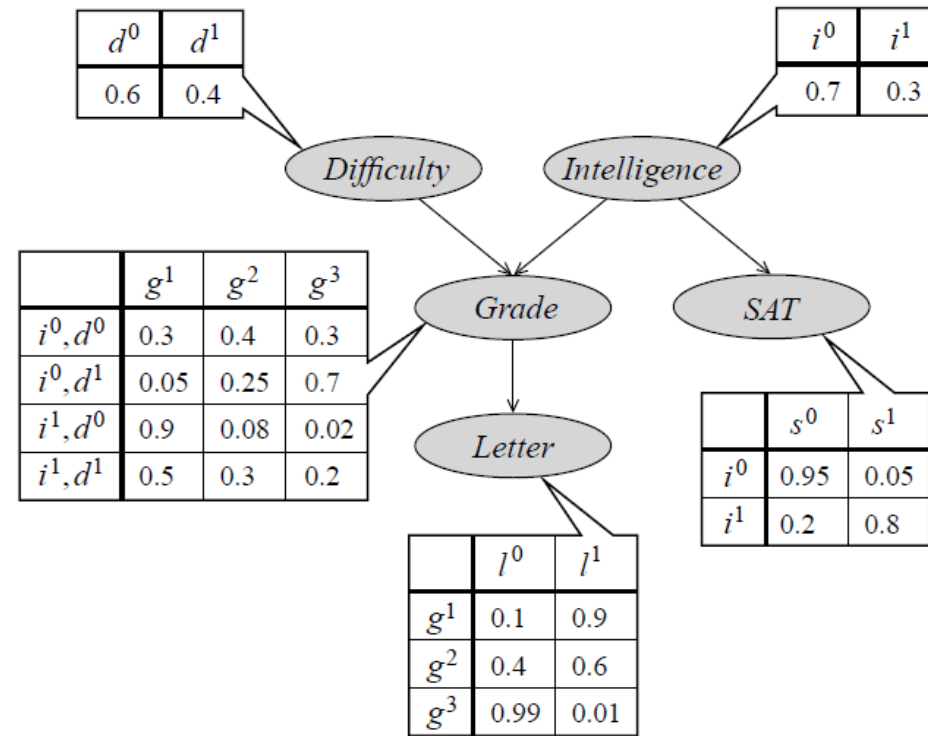 d⁰ d¹
0.6 0.4
i⁰ i¹
0.7 0.3
Difficulty
Intelligence
g¹ g² g³
i⁰,d⁰ 0.3 0.4 0.3
i⁰,d¹ 0.05 0.25 0.7
i¹,d⁰ 0.9 0.08 0.02
i¹,d¹ 0.5 0.3 0.2
Grade
SAT
s⁰ s¹
i⁰ 0.95 0.05
i¹ 0.2 0.8
Letter
l⁰ l¹
g¹ 0.1 0.9
g² 0.4 0.6
g³ 0.99 0.01